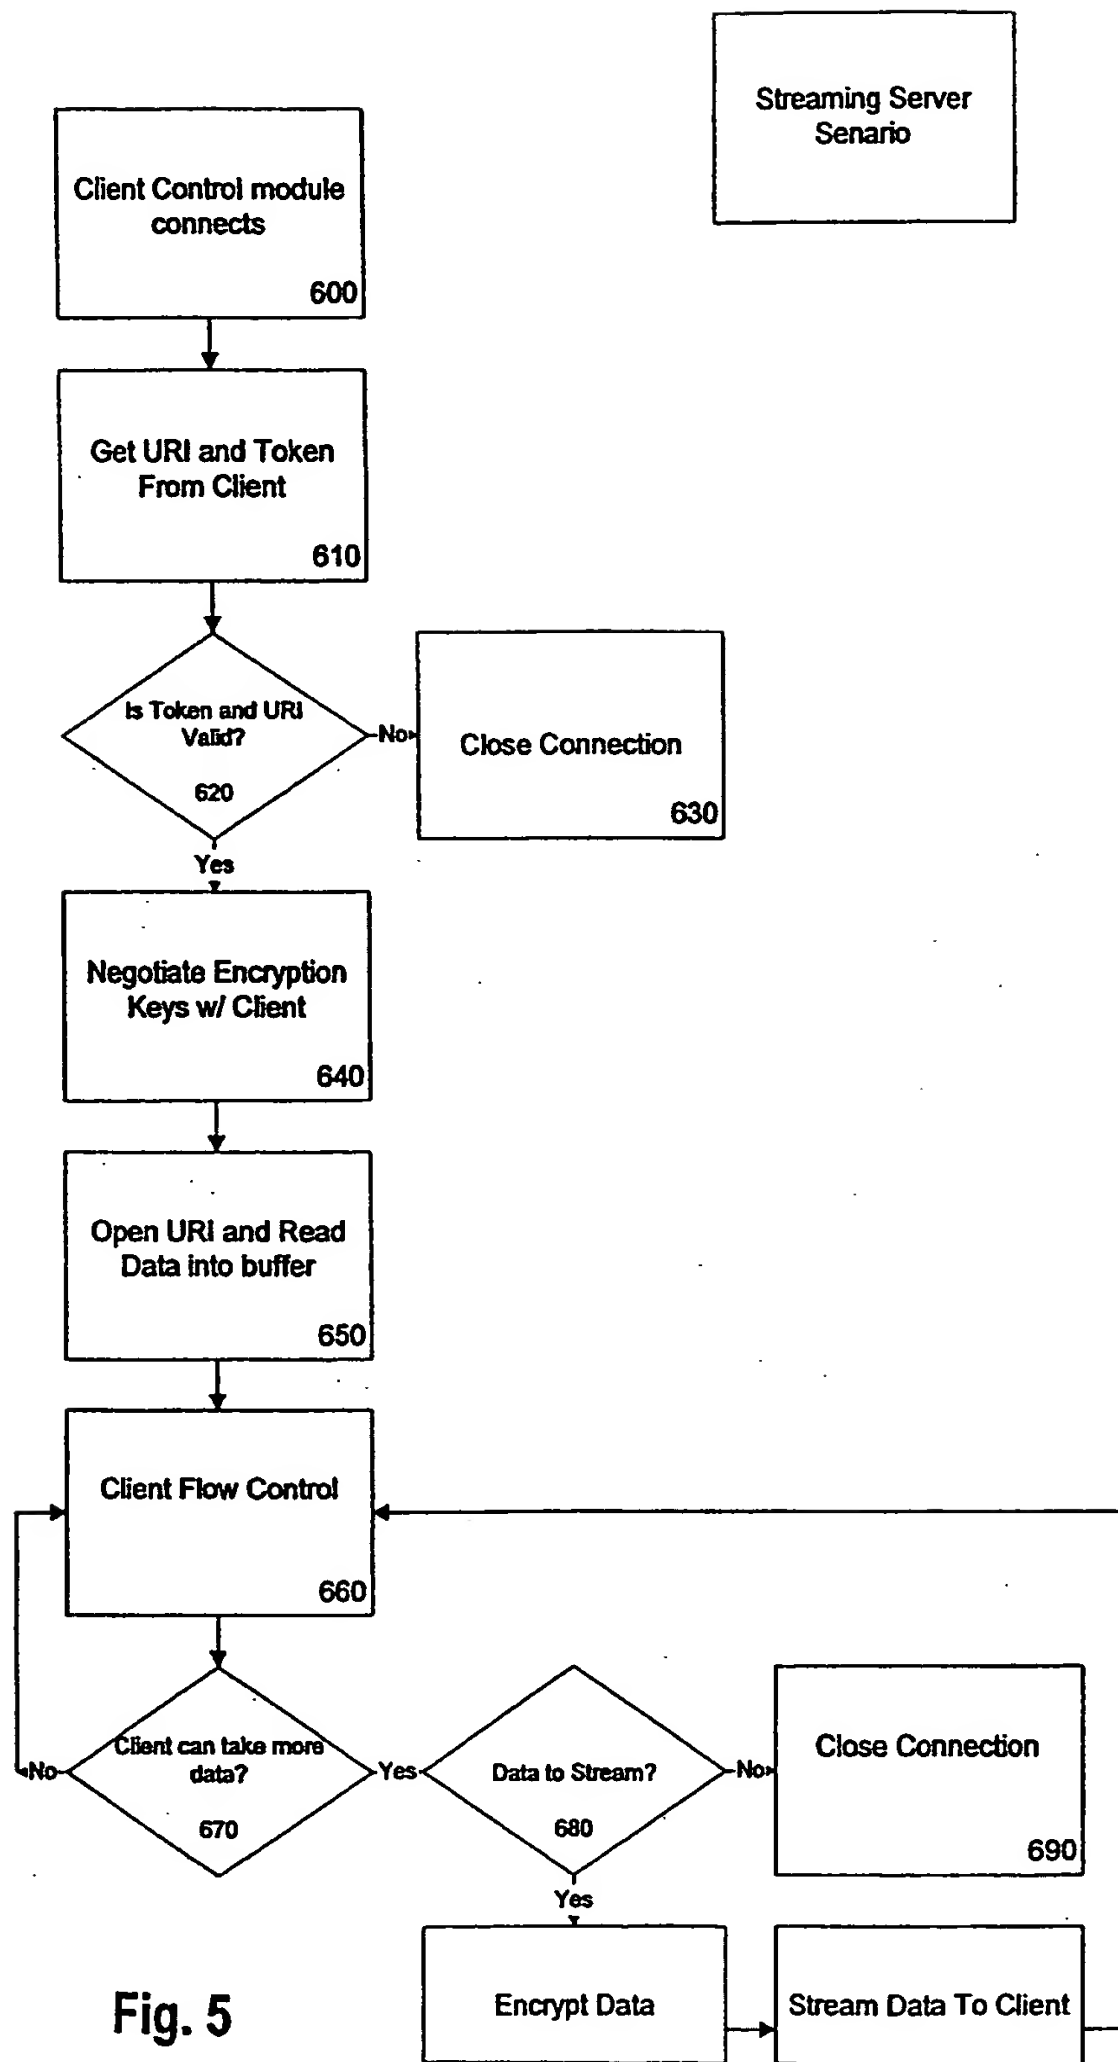 Streaming Server
Senario
Client Control module
connects
600
Get URI and Token
From Client
610
Is Token and URI
Valid?
620
No
Close Connection
630
Yes
Negotiate Encryption
Keys w/ Client
640
Open URI and Read
Data into buffer
650
Client Flow Control
660
Client can take more
data?
670
No
Yes
Data to Stream?
680
No
Close Connection
690
Yes
Encrypt Data
Stream Data To Client
Fig. 5